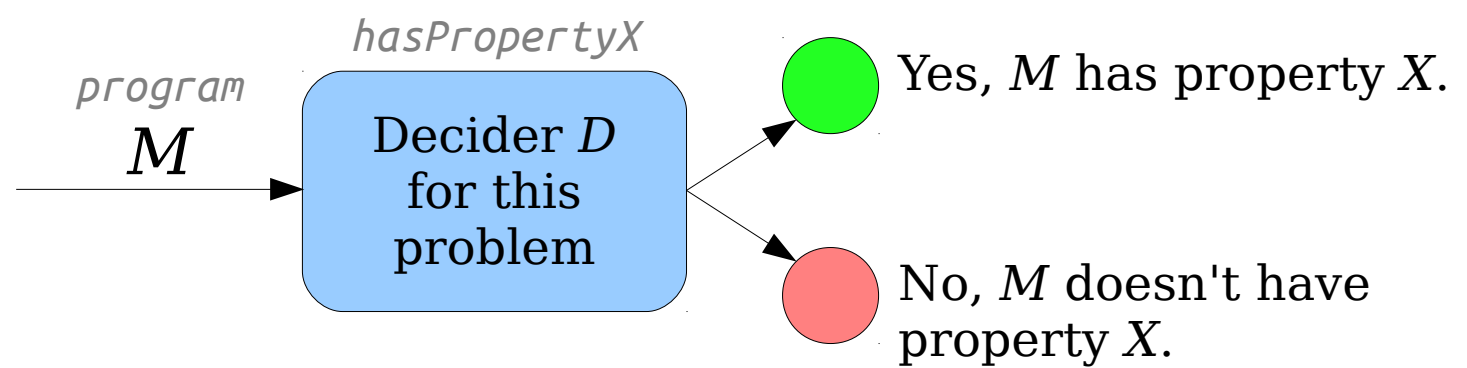 hasPropertyX
program
M
Decider D
for this
problem
Yes, M has property X.
No, M doesn't have
property X.